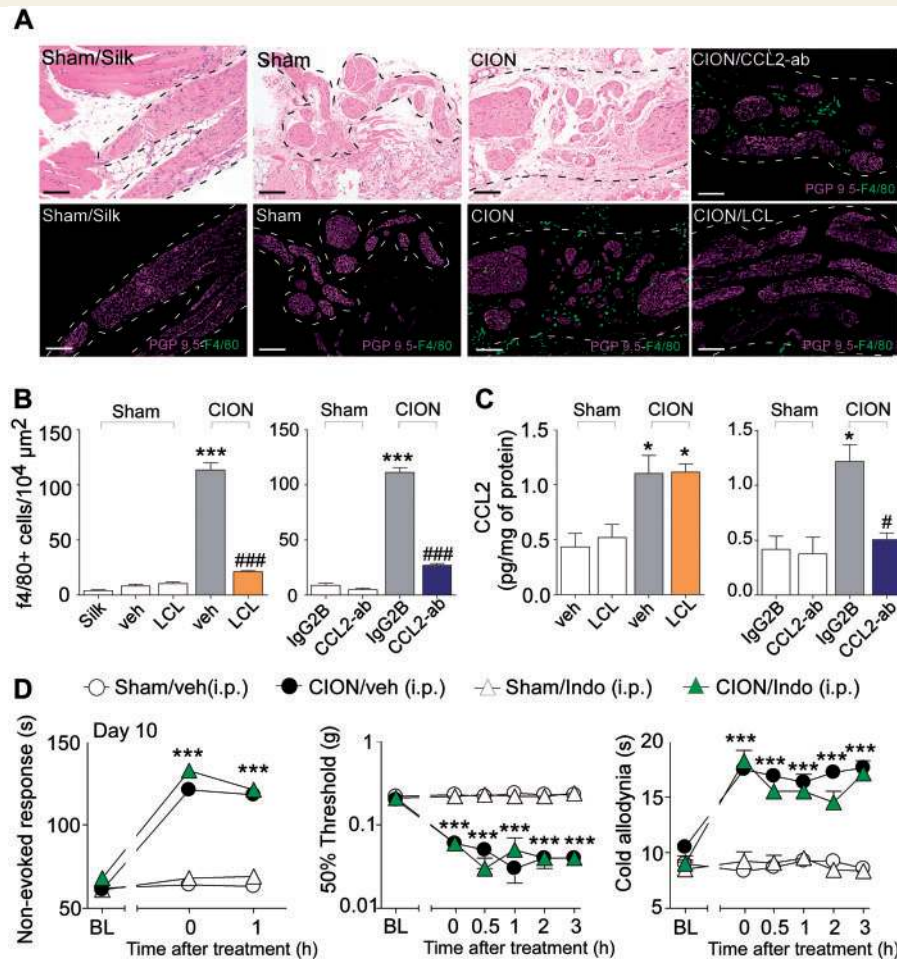 A
Sham/Silk
Sham
CION
CION/CCL2-ab
PGP 9.5-F4/80
Sham/Silk
Sham
CION
CION/LCL
PGP 9.5-F4/80
PGP 9.5-F4/80
PGP 9.5-F4/80
PGP 9.5-F4/80
B
Sham
CION
f4/80+ cells/10⁴ µm²
150
100
50
0
***
###
Silk
veh
LCL
veh
LCL
Sham
CION
150
100
50
0
***
###
IgG2B
CCL2-ab
IgG2B
CCL2-ab
C
Sham
CION
CCL2
(pg/mg of protein)
1.5
1.0
0.5
0.0
*
*
veh
LCL
veh
LCL
Sham
CION
1.5
1.0
0.5
0.0
*
#
IgG2B
CCL2-ab
IgG2B
CCL2-ab
D
Sham/veh(i.p.)
CION/veh (i.p.)
Sham/Indo (i.p.)
CION/Indo (i.p.)
Day 10
Non-evoked response (s)
150
100
50
***
***
BL
0
1
Time after treatment (h)
50% Threshold (g)
1
0.1
0.01
***
***
***
***
***
BL
0
0.5
1
2
3
Time after treatment (h)
Cold allodynia (s)
20
15
10
5
***
***
***
***
***
BL
0
0.5
1
2
3
Time after treatment (h)